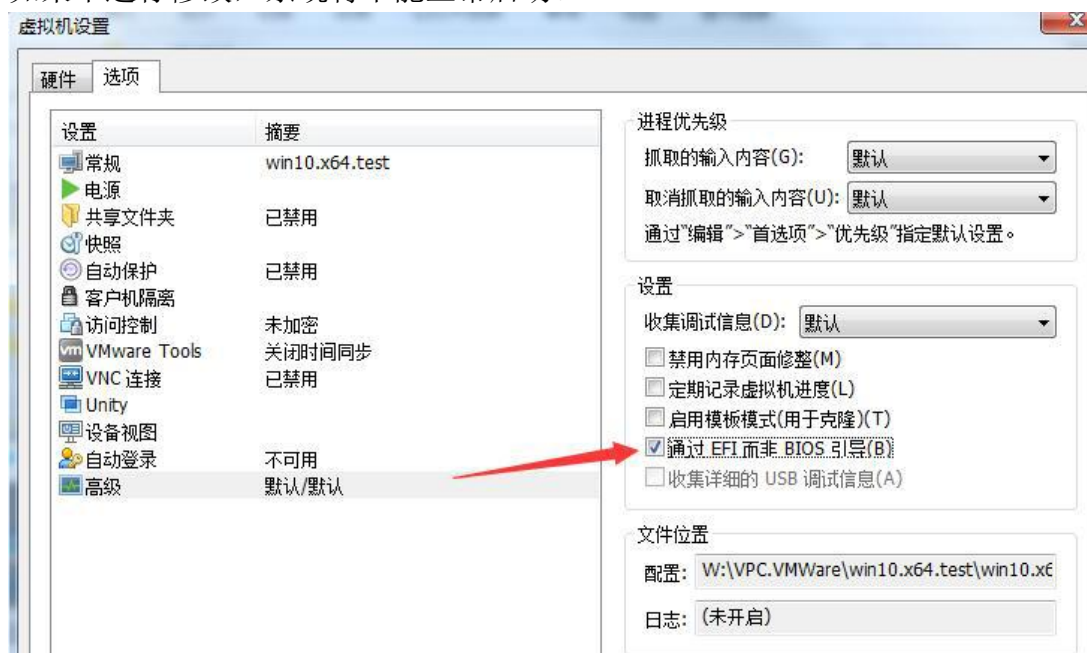 虚拟机设置
硬件 选项
设置 摘要
常规 win10.x64.test
电源
共享文件夹 已禁用
快照
自动保护 已禁用
客户机隔离
访问控制 未加密
VMware Tools 关闭时间同步
VNC 连接 已禁用
Unity
设备视图
自动登录 不可用
高级 默认/默认
进程优先级
抓取的输入内容(G): 默认
取消抓取的输入内容(U): 默认
通过"编辑">"首选项">"优先级"指定默认设置。
设置
收集调试信息(D): 默认
禁用内存页面修整(M)
定期记录虚拟机进度(L)
启用模板模式(用于克隆)(T)
通过 EFI 而非 BIOS 引导(B)
收集详细的 USB 调试信息(A)
文件位置
配置: W:\VPC.VMWare\win10.x64.test\win10.x6
日志: (未开启)